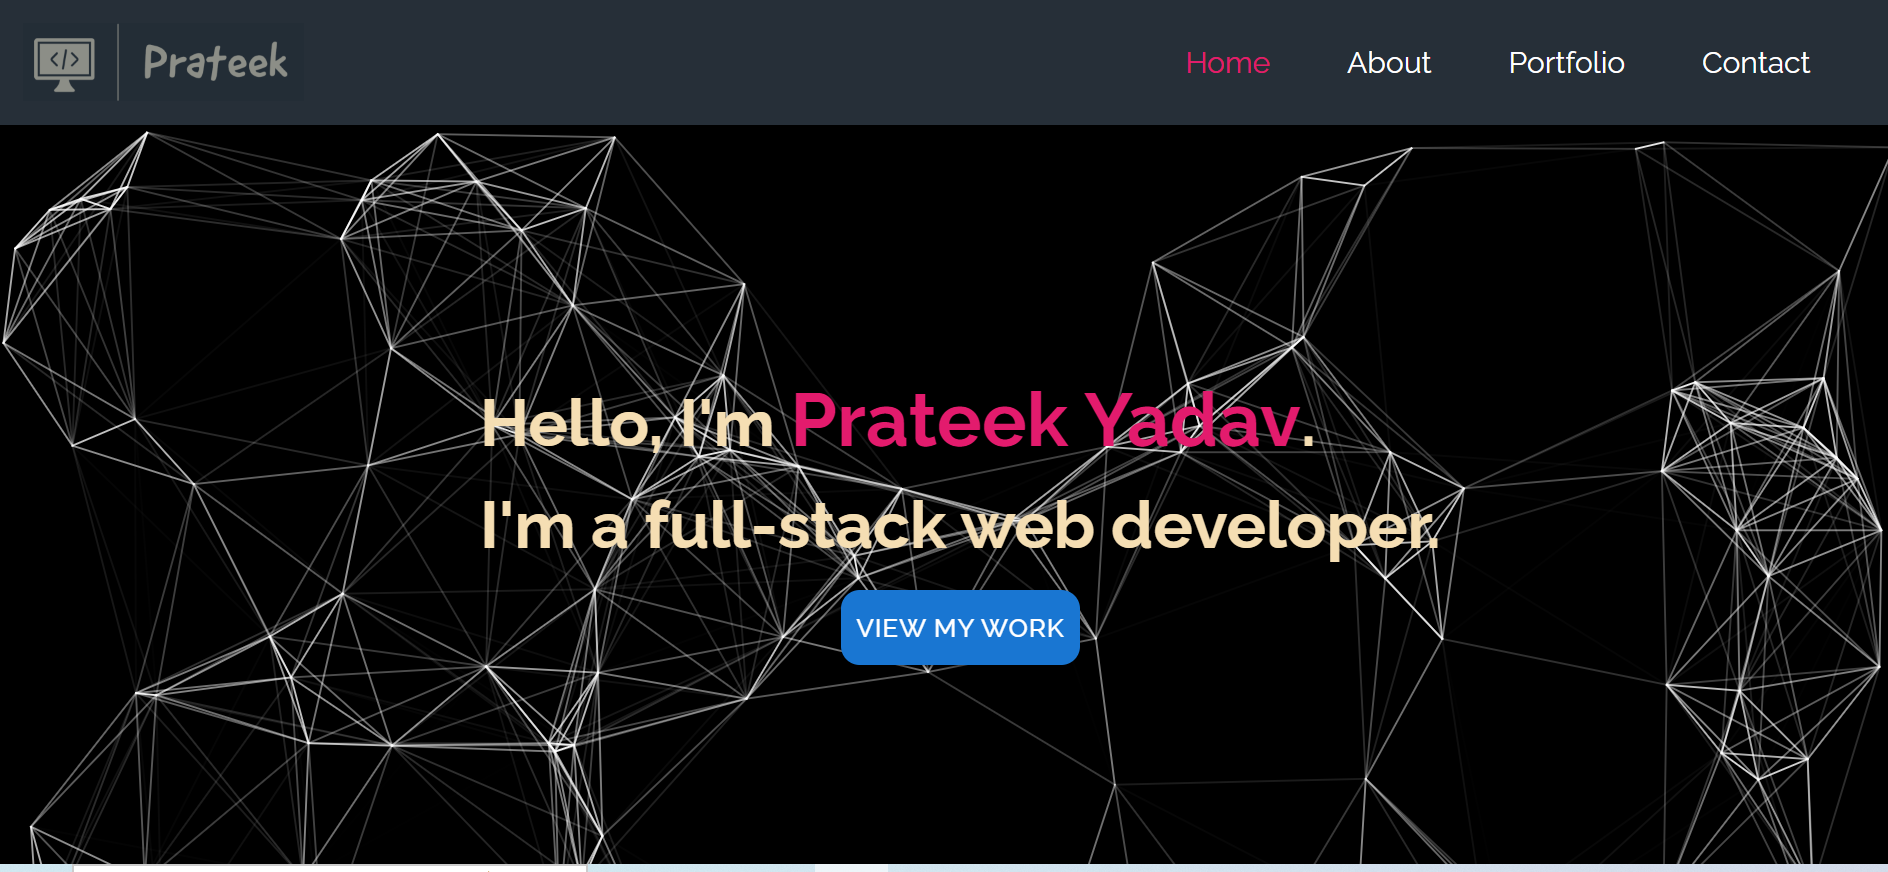 </> Prateek
Home About Portfolio Contact
Hello, I'm Prateek Yadav.
I'm a full-stack web developer.
VIEW MY WORK